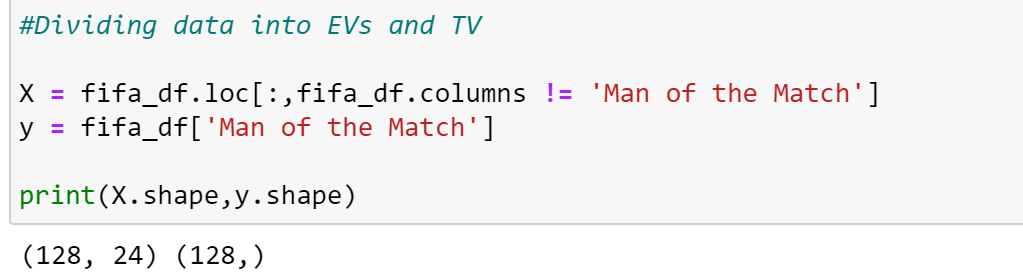 #Dividing data into EVs and TV
X = fifa_df.loc[:,fifa_df.columns != 'Man of the Match']
y = fifa_df['Man of the Match']
print(X.shape,y.shape)
(128, 24) (128,)